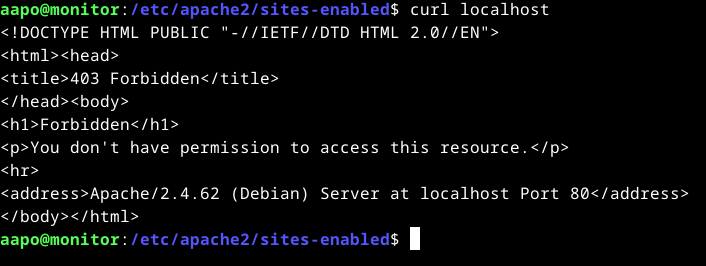 aapo@monitor:/etc/apache2/sites-enabled$ curl localhost
<!DOCTYPE HTML PUBLIC "-//IETF//DTD HTML 2.0//EN">
<html><head>
<title>403 Forbidden</title>
</head><body>
<h1>Forbidden</h1>
<p>You don't have permission to access this resource.</p>
<hr>
<address>Apache/2.4.62 (Debian) Server at localhost Port 80</address>
</body></html>
aapo@monitor:/etc/apache2/sites-enabled$